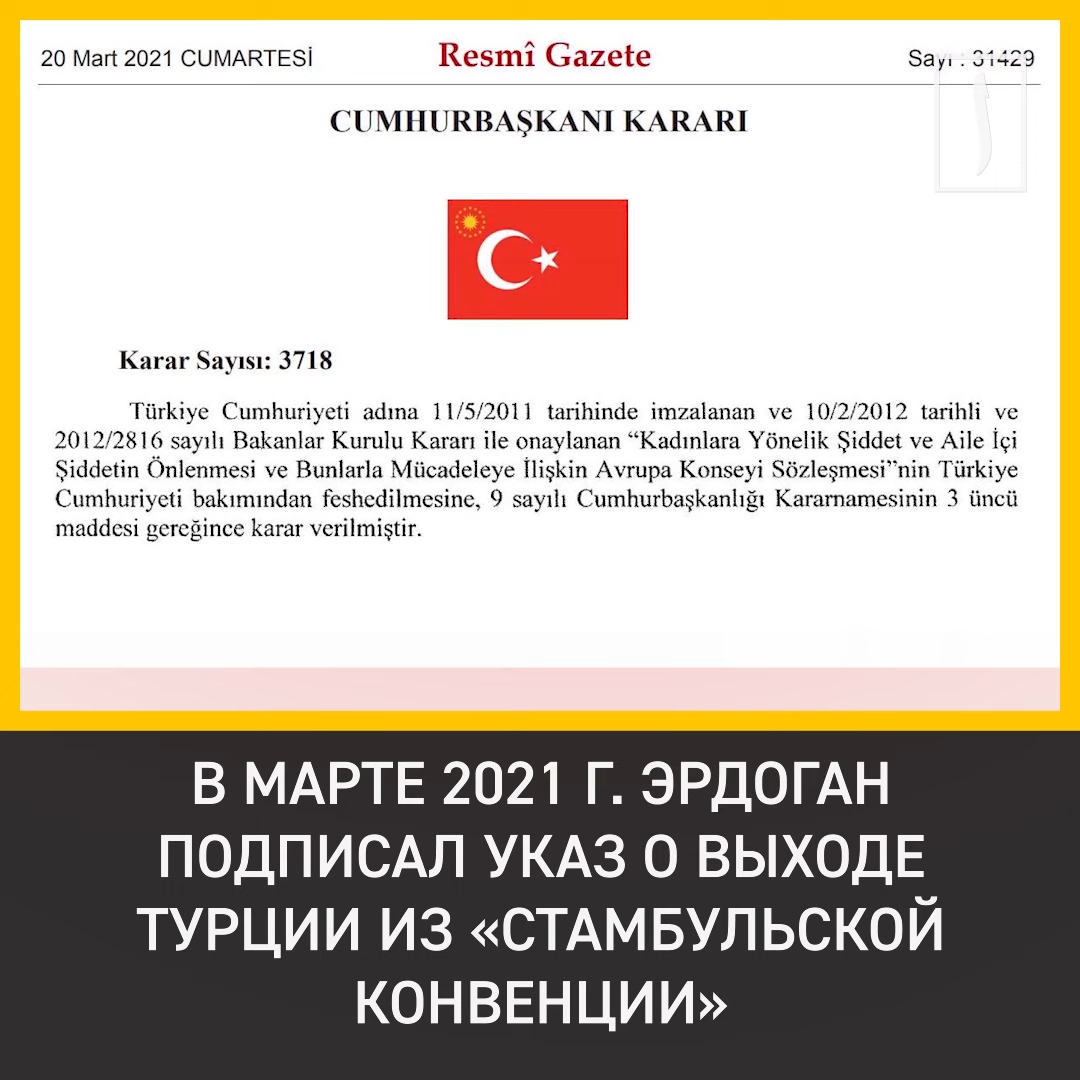 20 Mart 2021 CUMARTESİ
Resmî Gazete
Sayı : 31429
CUMHURBAŞKANI KARARI
Karar Sayısı: 3718
Türkiye Cumhuriyeti adına 11/5/2011 tarihinde imzalanan ve 10/2/2012 tarihli ve
2012/2816 sayılı Bakanlar Kurulu Kararı ile onaylanan “Kadınlara Yönelik Şiddet ve Aile İçi
Şiddetin Önlenmesi ve Bunlarla Mücadeleye İlişkin Avrupa Konseyi Sözleşmesi”nin Türkiye
Cumhuriyeti bakımından feshedilmesine, 9 sayılı Cumhurbaşkanlığı Kararnamesinin 3 üncü
maddesi gereğince karar verilmiştir.
В МАРТЕ 2021 Г. ЭРДОГАН
ПОДПИСАЛ УКАЗ О ВЫХОДЕ
ТУРЦИИ ИЗ «СТАМБУЛЬСКОЙ
КОНВЕНЦИИ»